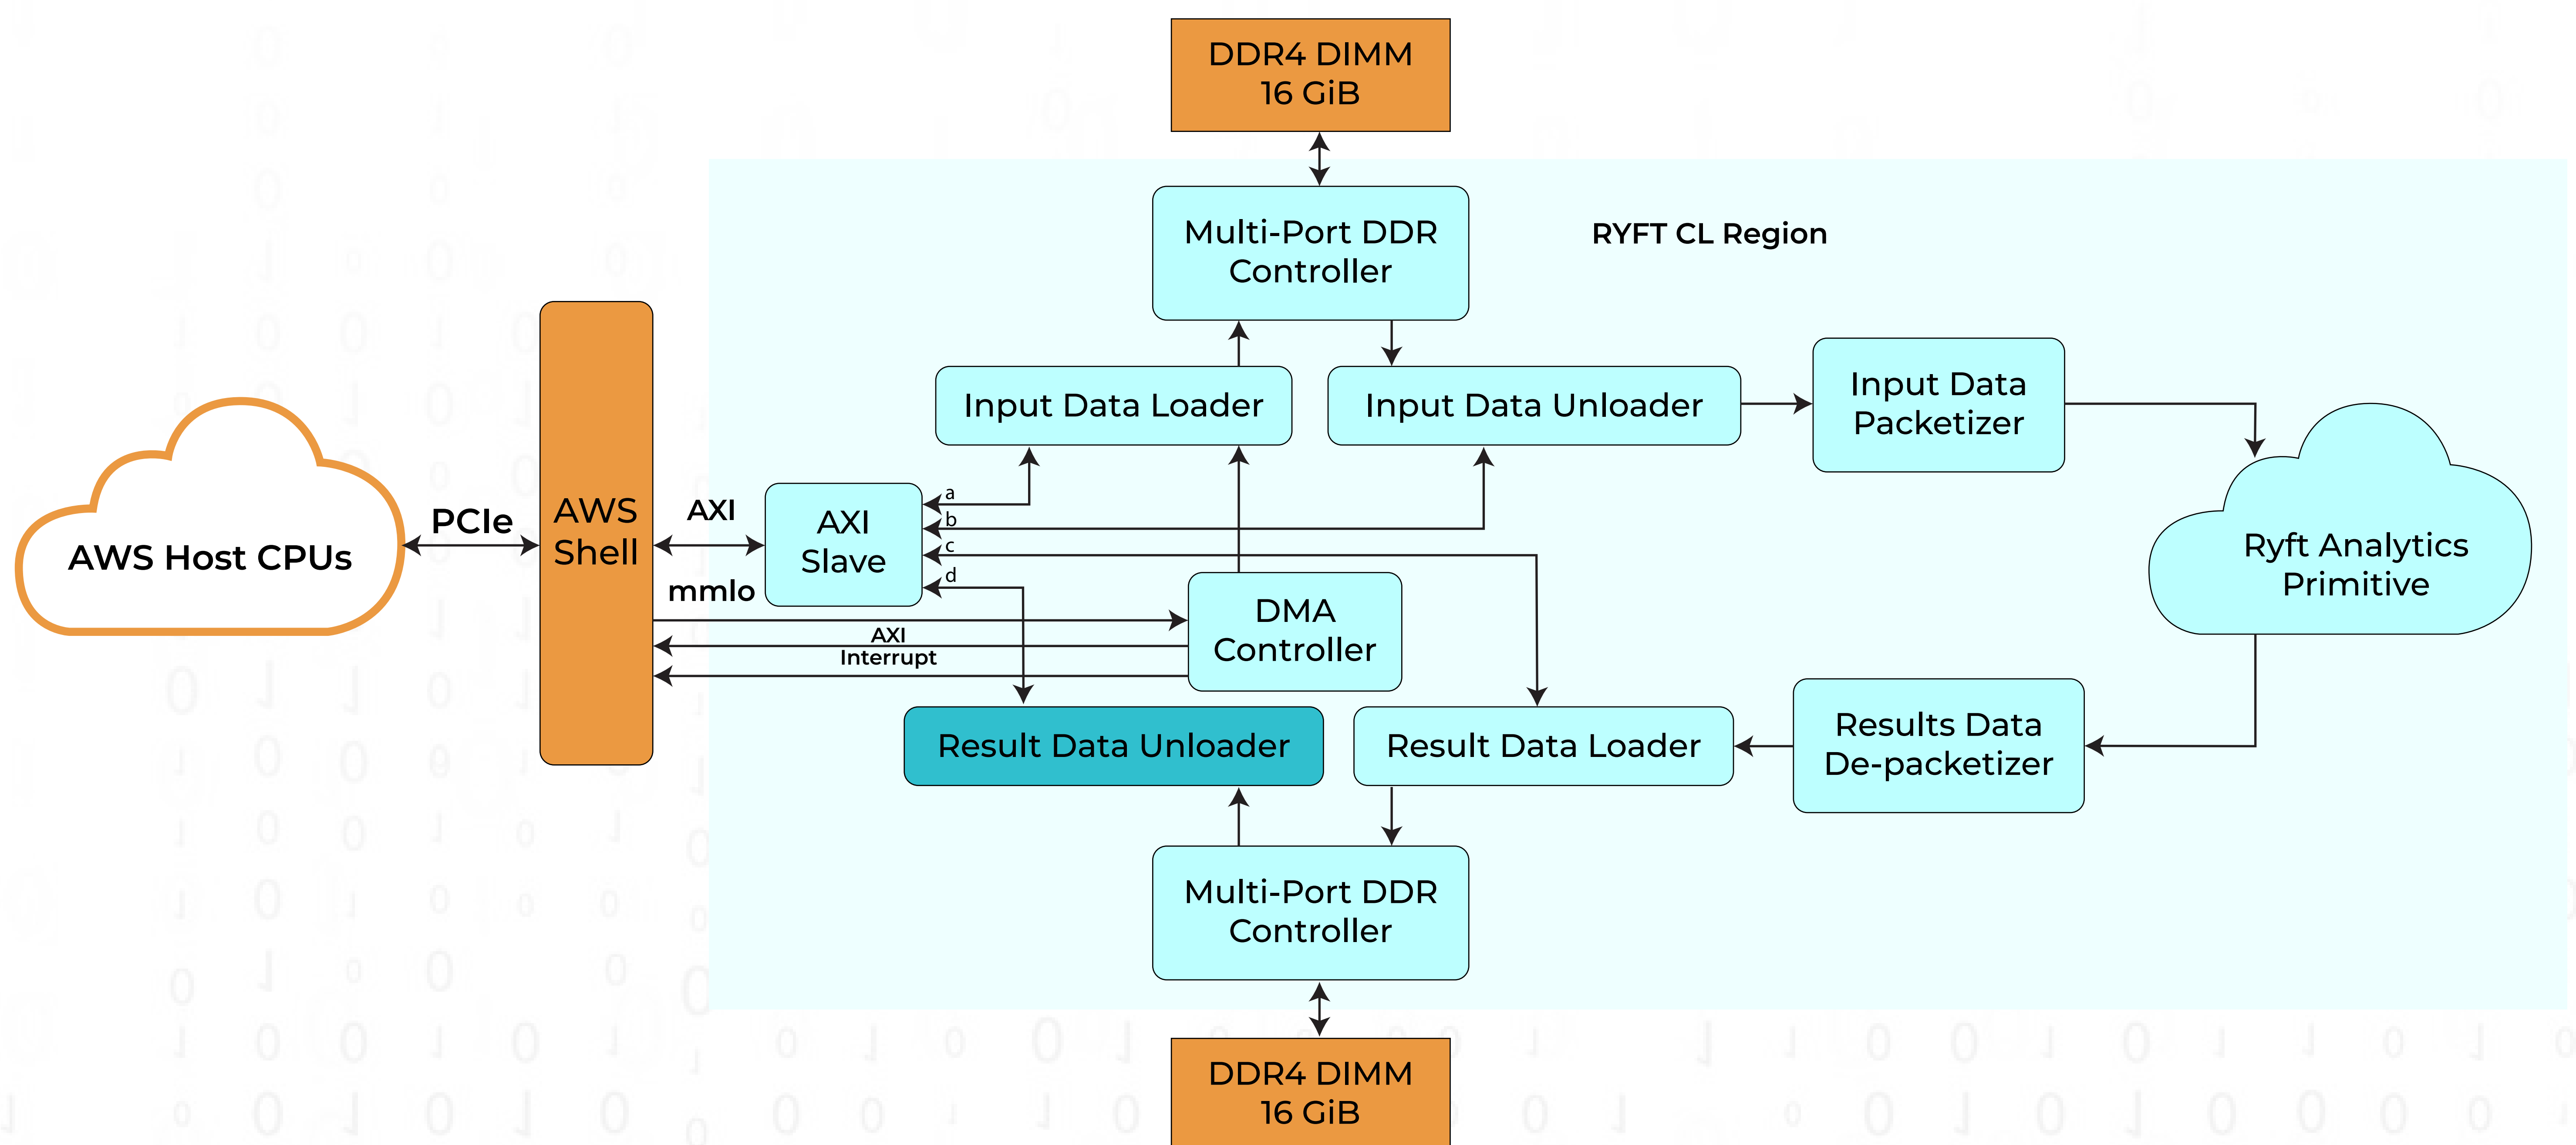 DDR4 DIMM
16 GiB
Multi-Port DDR
Controller
RYFT CL Region
Input Data Loader
Input Data Unloader
Input Data
Packetizer
AWS Host CPUs
PCIe
AWS
Shell
AXI
mmlo
AXI
Slave
a
b
c
d
AXI
Interrupt
DMA
Controller
Ryft Analytics
Primitive
Result Data Unloader
Result Data Loader
Results Data
De-packetizer
Multi-Port DDR
Controller
DDR4 DIMM
16 GiB